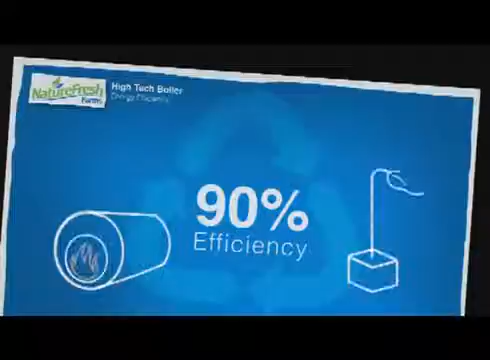 NatureFresh
Farms
High Tech Boiler
Energy Efficiency
90%
Efficiency